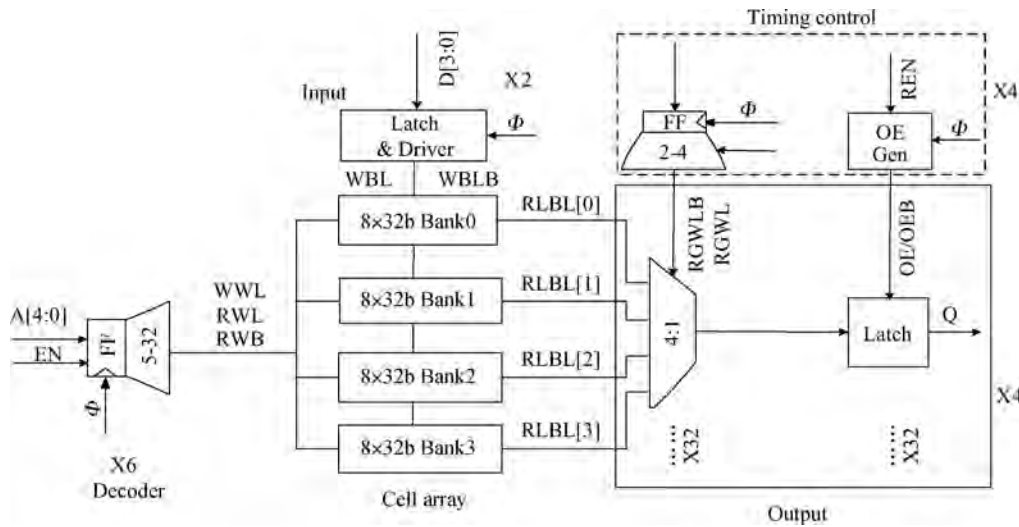 Timing control
D[3:0]
X2
Input
Latch
& Driver
Φ
WBL
WBLB
FF
2-4
Φ
REN
X4
OE
Gen
Φ
8×32b Bank0
RLBL[0]
RGWLB
RGWL
OE/OEB
8×32b Bank1
RLBL[1]
WWL
RWL
RWB
A[4:0]
EN
FF
5-32
Φ
4:1
Latch
Q
8×32b Bank2
RLBL[2]
X4
8×32b Bank3
RLBL[3]
......
X32
......
X32
X6
Decoder
Cell array
Output